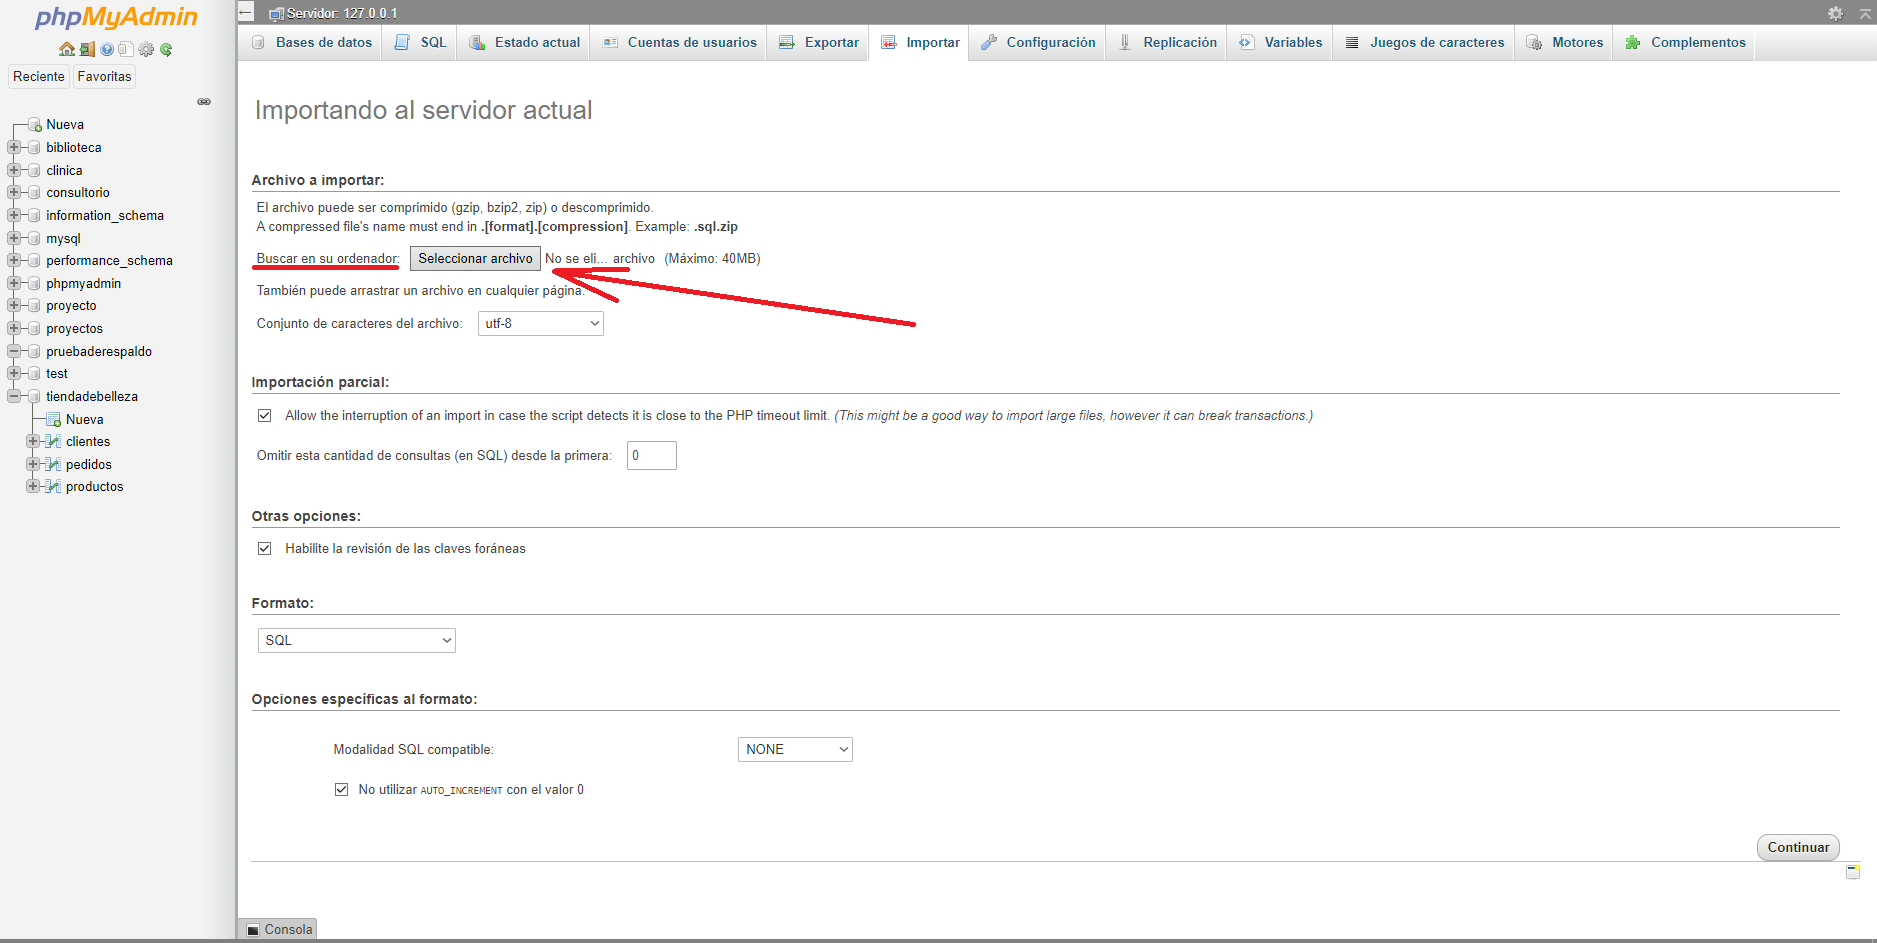 phpMyAdmin
Reciente Favoritas
Nueva
biblioteca
clinica
consultorio
information_schema
mysql
performance_schema
phpmyadmin
proyecto
proyectos
pruebaderespaldo
test
tiendadebelleza
Nueva
clientes
pedidos
productos
Servidor: 127.0.0.1
Bases de datos SQL Estado actual Cuentas de usuarios Exportar Importar Configuración Replicación Variables Juegos de caracteres Motores Complementos
Importando al servidor actual
Archivo a importar:
El archivo puede ser comprimido (gzip, bzip2, zip) o descomprimido.
A compressed file's name must end in .[format].[compression]. Example: .sql.zip
Buscar en su ordenador: Seleccionar archivo No se eli... archivo (Máximo: 40MB)
También puede arrastrar un archivo en cualquier página.
Conjunto de caracteres del archivo: utf-8
Importación parcial:
Allow the interruption of an import in case the script detects it is close to the PHP timeout limit. (This might be a good way to import large files, however it can break transactions.)
Omitir esta cantidad de consultas (en SQL) desde la primera: 0
Otras opciones:
Habilite la revisión de las claves foráneas
Formato:
SQL
Opciones específicas al formato:
Modalidad SQL compatible: NONE
No utilizar AUTO_INCREMENT con el valor 0
Continuar
Consola